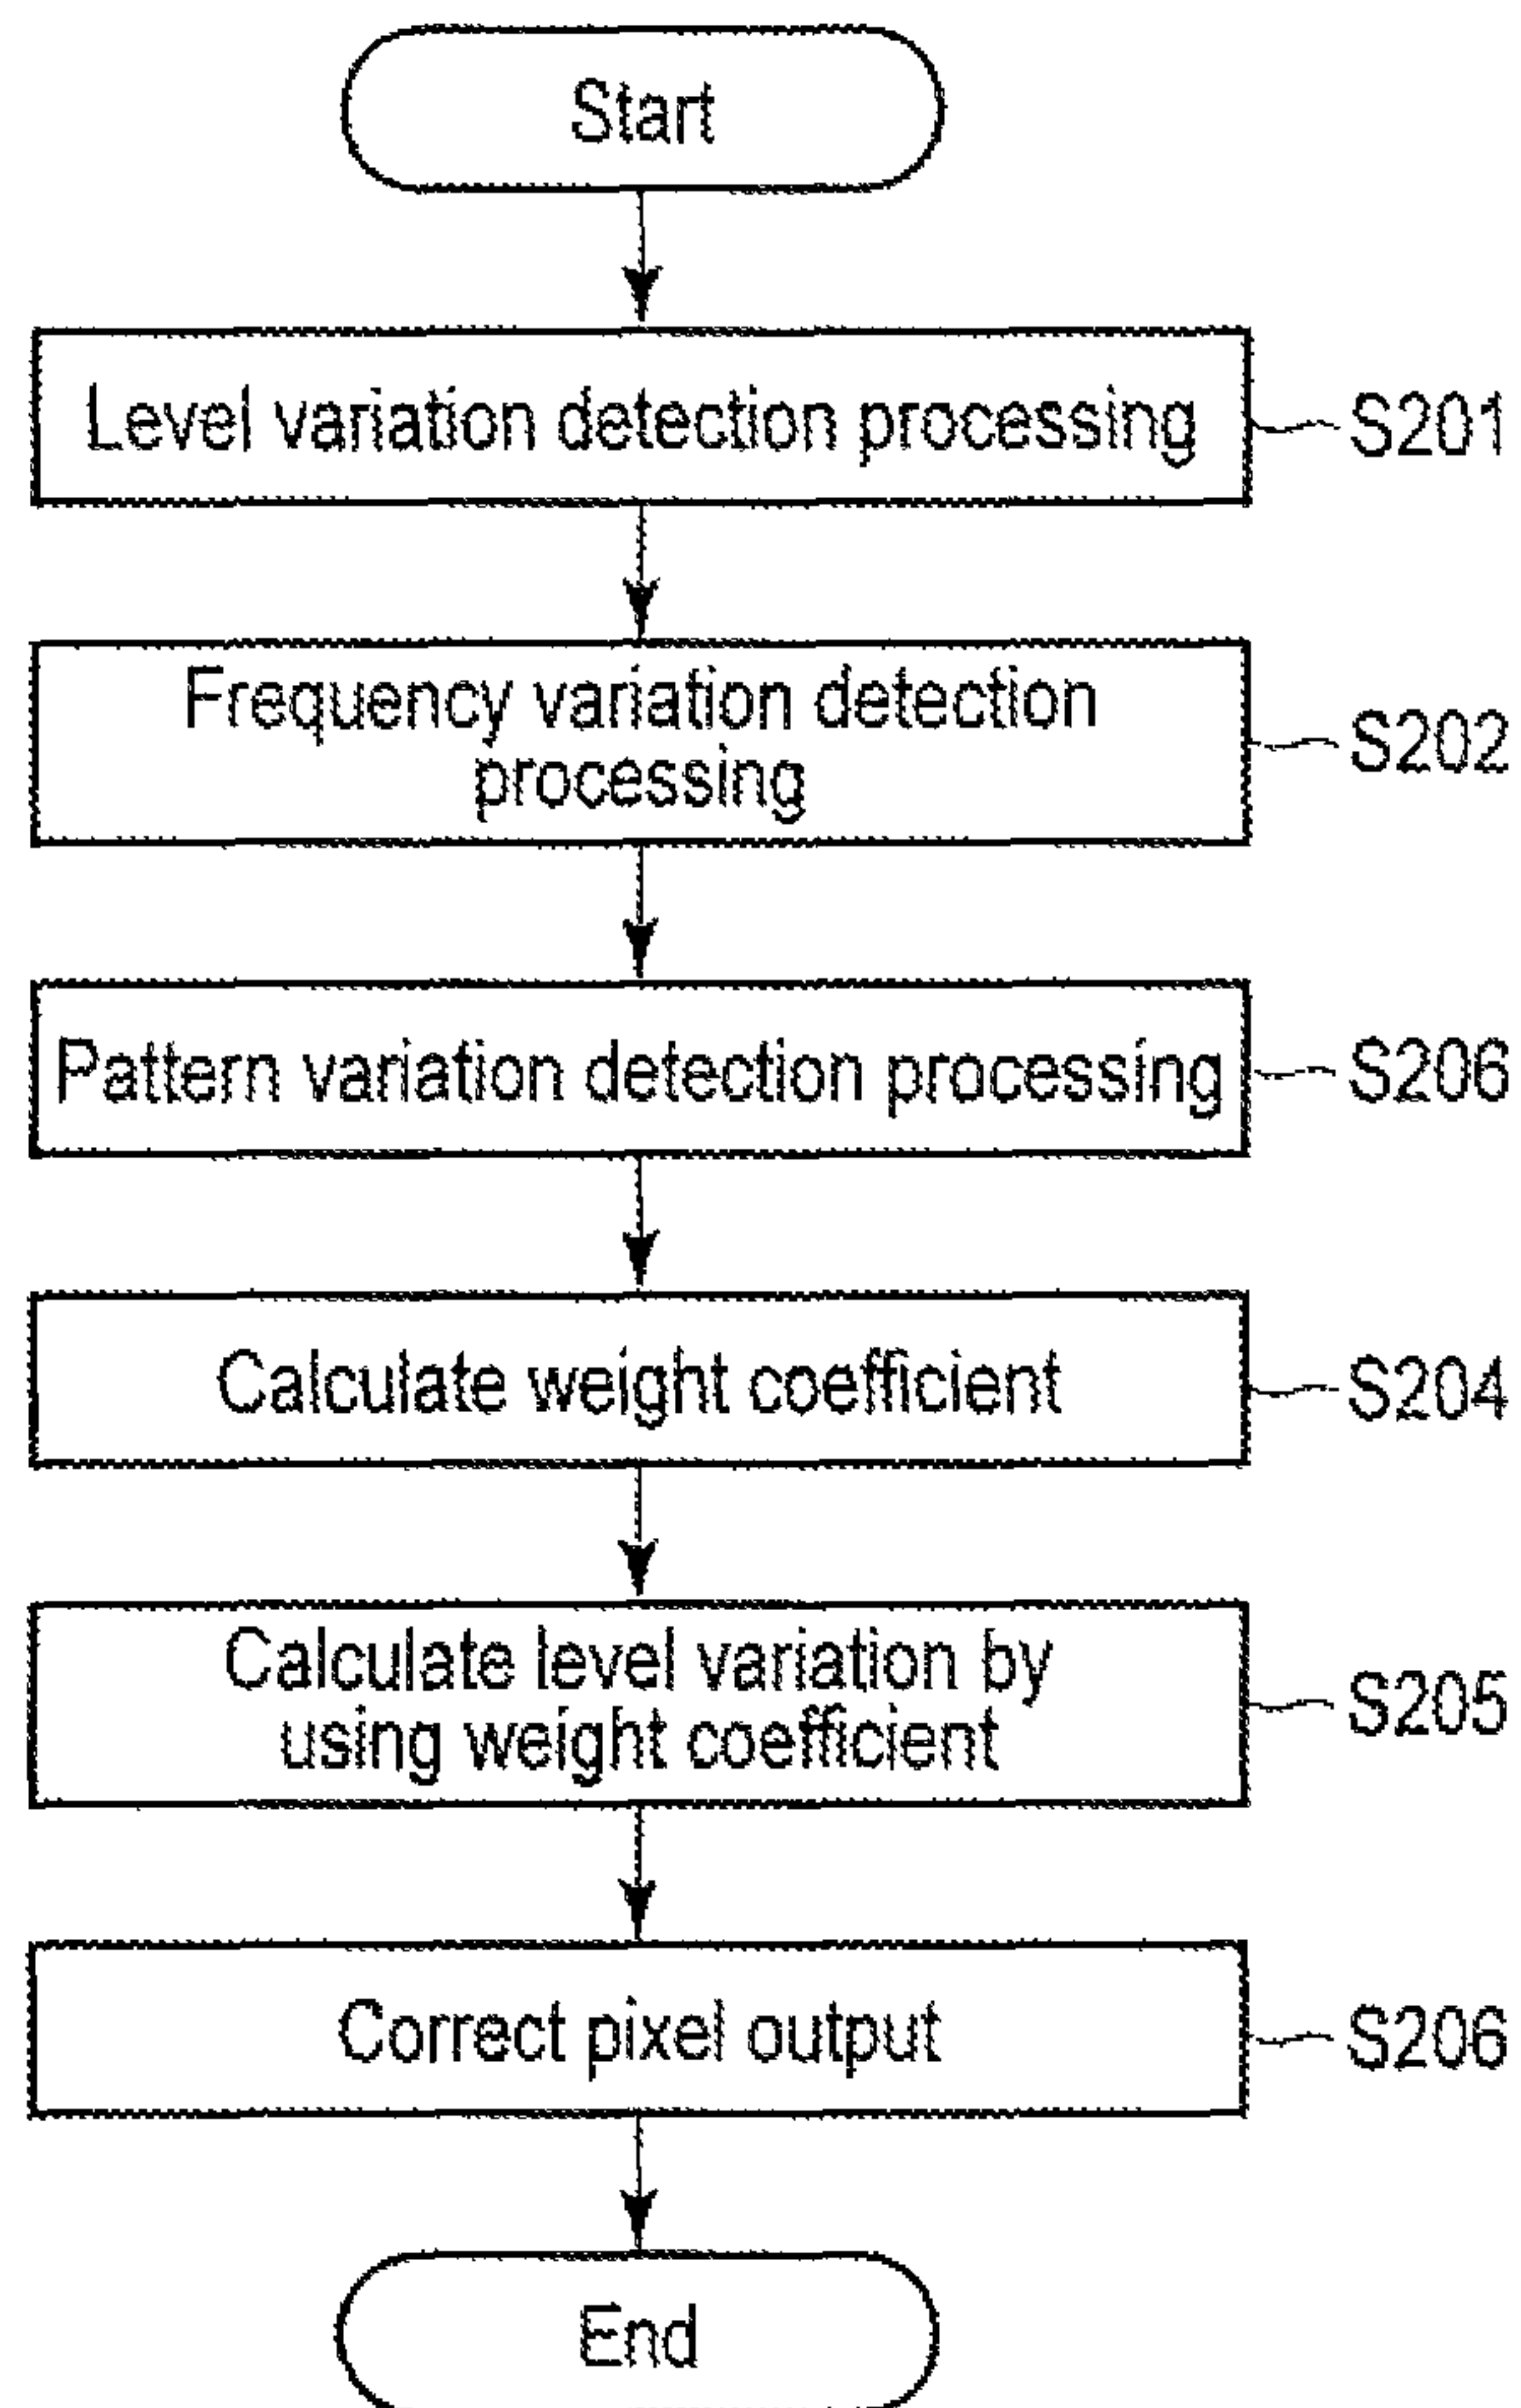 Start
Level variation detection processing
S201
Frequency variation detection
processing
S202
Pattern variation detection processing
S206
Calculate weight coefficient
S204
Calculate level variation by
using weight coefficient
S205
Correct pixel output
S206
End